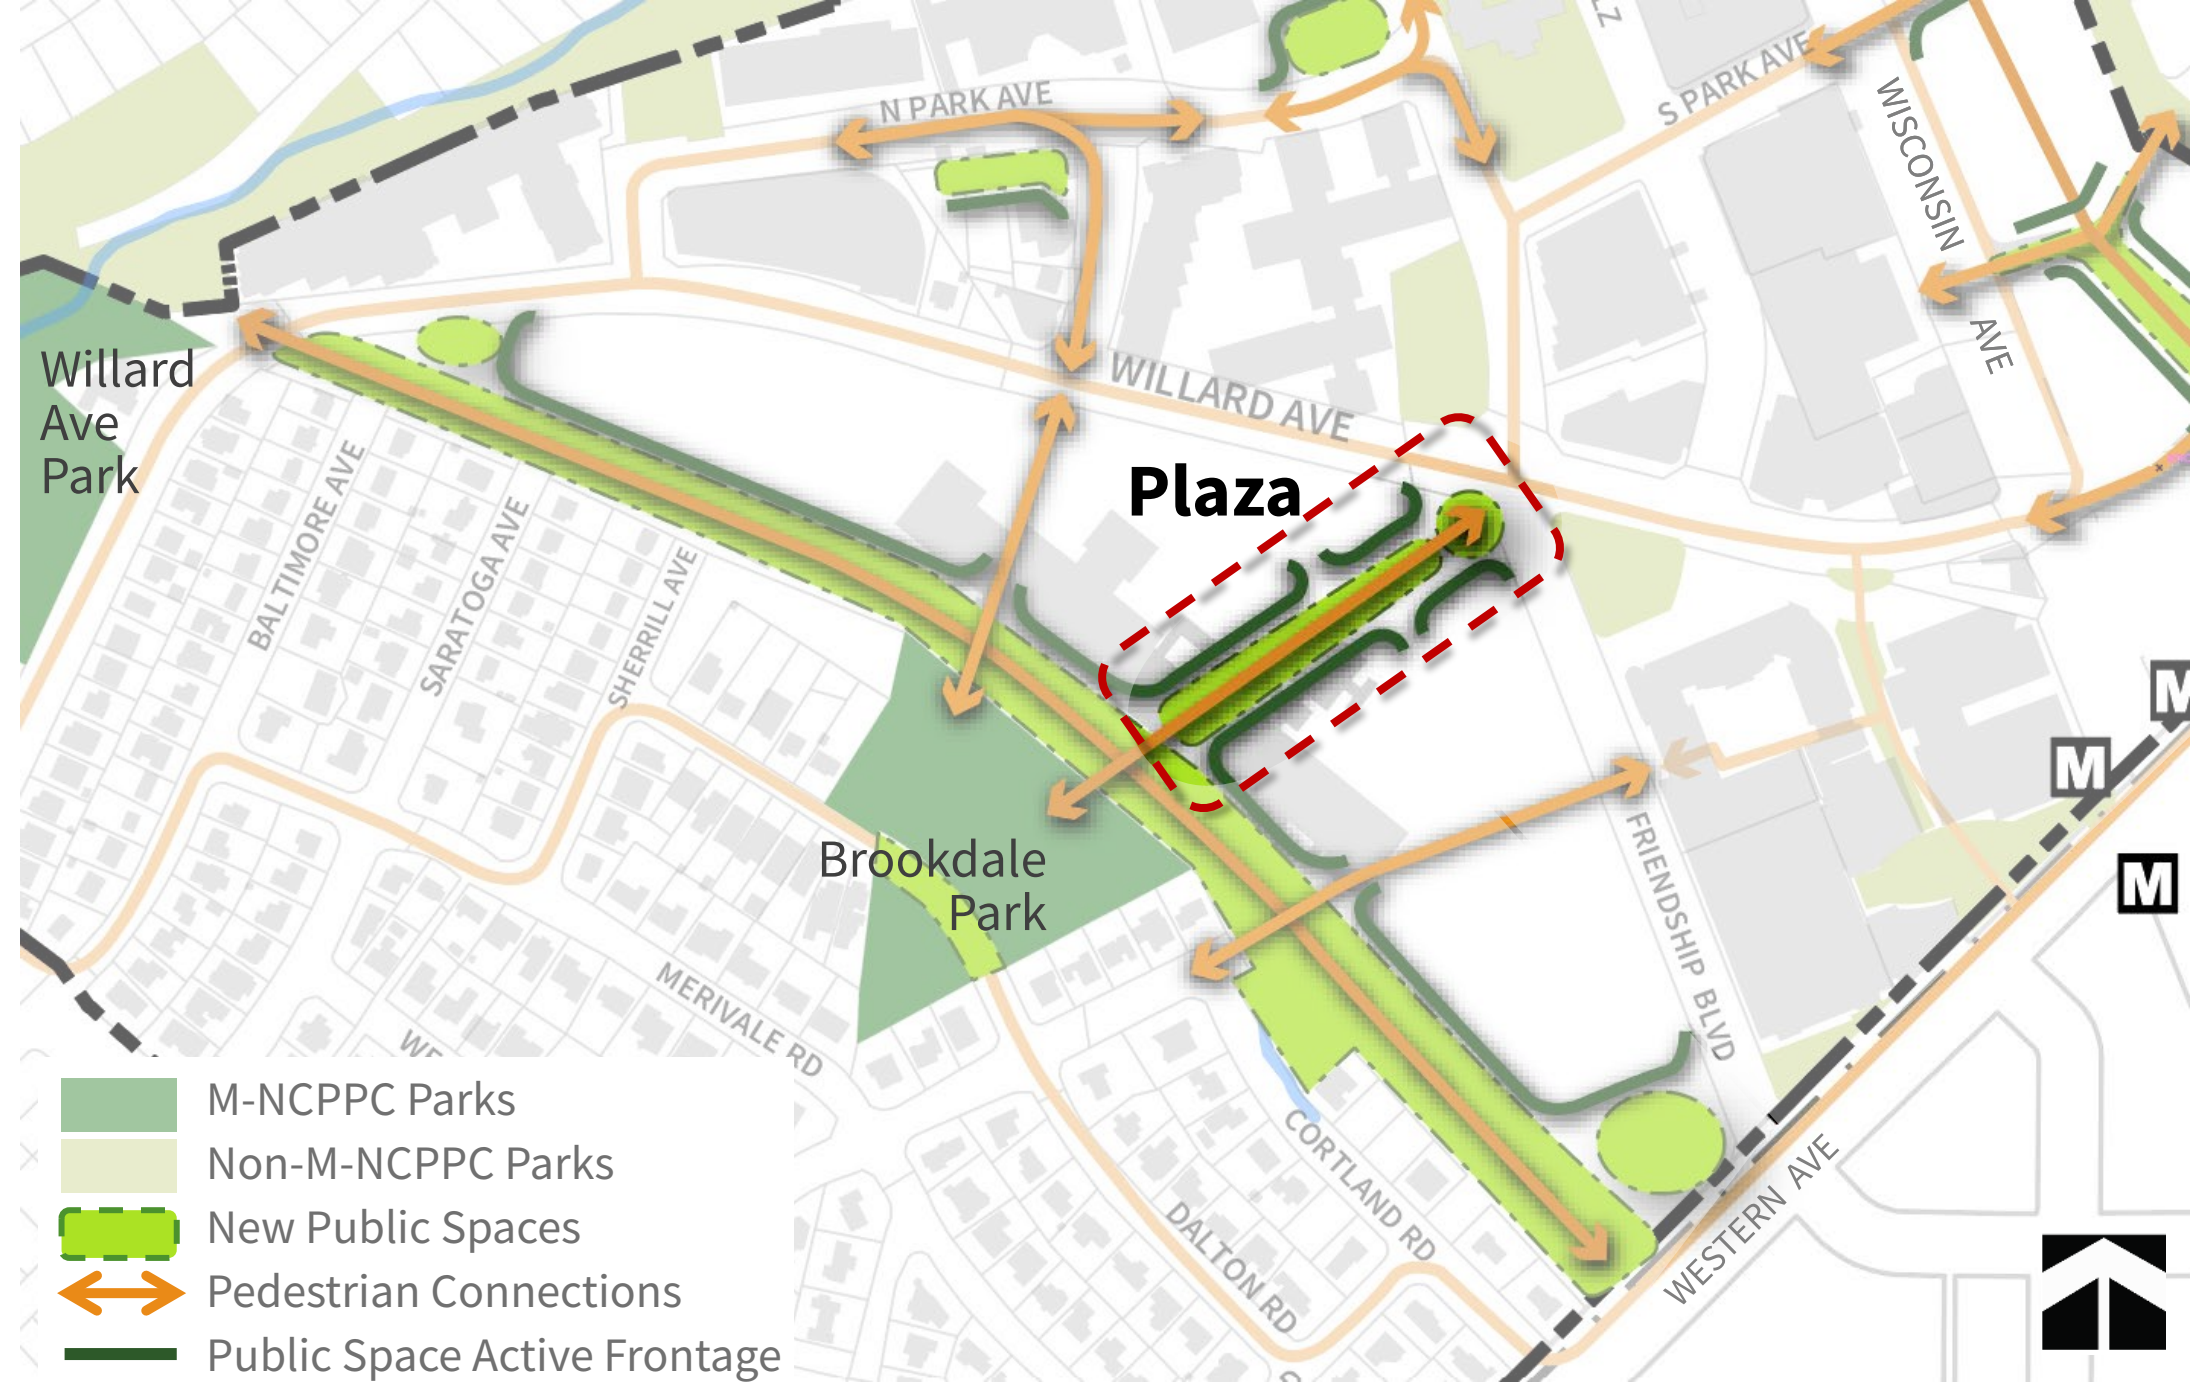 N PARK AVE
S PARK AVE
WISCONSIN
AVE
WILLARD AVE
Willard
Ave
Park
Plaza
BALTIMORE AVE
SARATOGA AVE
SHERRILL AVE
M
M
M
Brookdale
Park
FRIENDSHIP BLVD
MERIVALE RD
CORTLAND RD
DALTON RD
WESTERN AVE
M-NCPPC Parks
Non-M-NCPPC Parks
New Public Spaces
Pedestrian Connections
Public Space Active Frontage